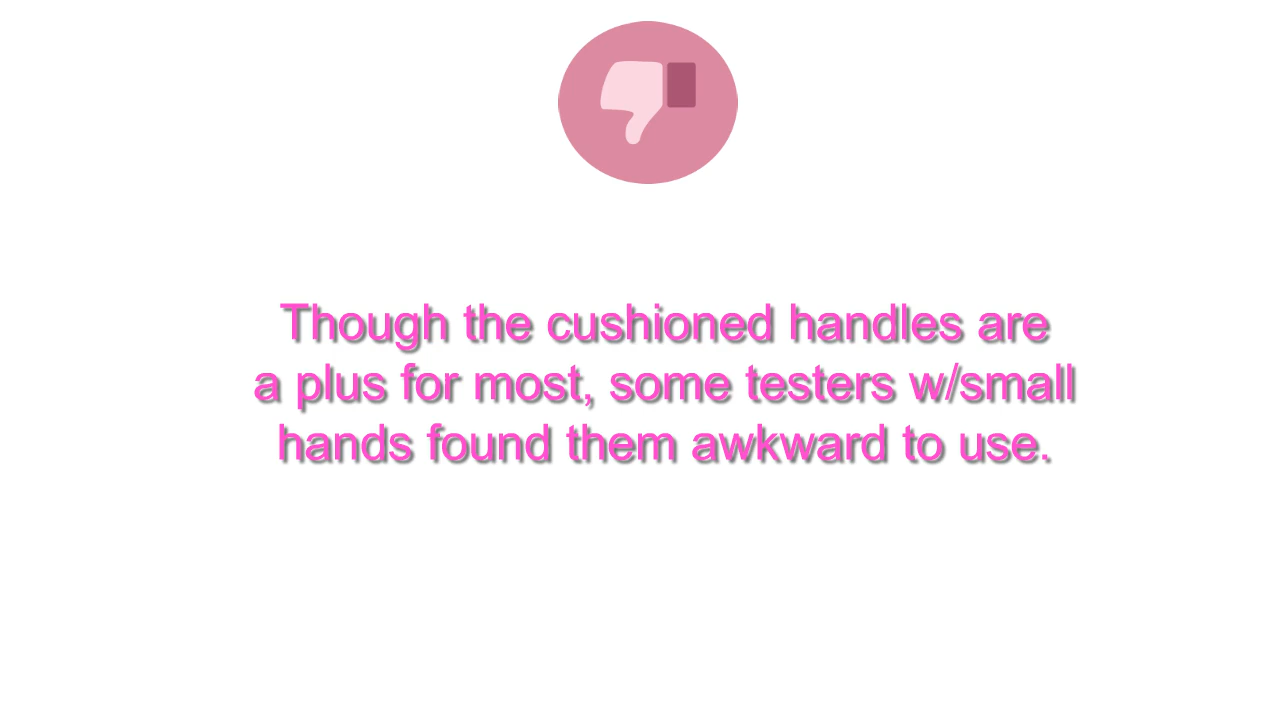 Though the cushioned handles are
a plus for most, some testers w/small
hands found them awkward to use.